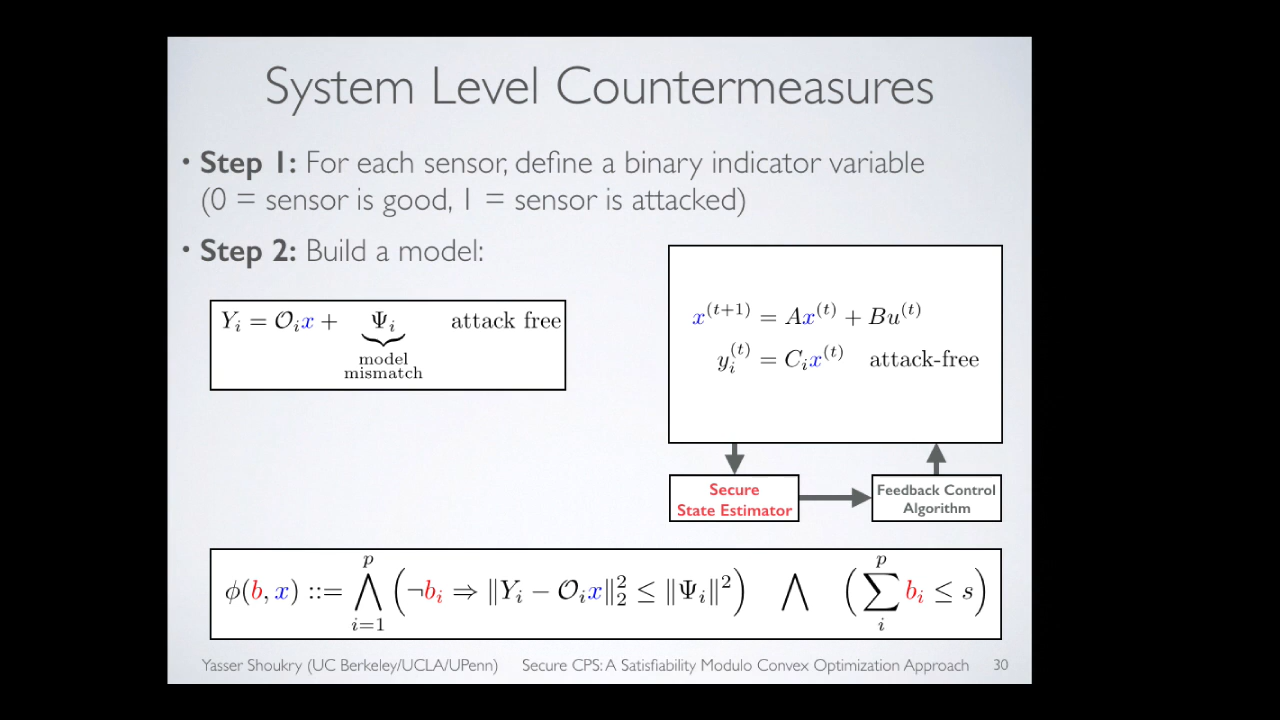 System Level Countermeasures
• Step 1: For each sensor, define a binary indicator variable
(0 = sensor is good, 1 = sensor is attacked)
• Step 2: Build a model:
Y_i = 𝒪_i x + Ψ_i attack free
model
mismatch
x^(t+1) = Ax^(t) + Bu^(t)
y_i^(t) = C_i x^(t) attack-free
Secure
State Estimator
Feedback Control
Algorithm
ϕ(b, x) ::= ⋀_{i=1}^{p} (¬b_i ⇒ ‖Y_i − 𝒪_i x‖_2^2 ≤ ‖Ψ_i‖^2) ⋀ (∑_i^p b_i ≤ s)
Yasser Shoukry (UC Berkeley/UCLA/UPenn) Secure CPS: A Satisfiability Modulo Convex Optimization Approach 30